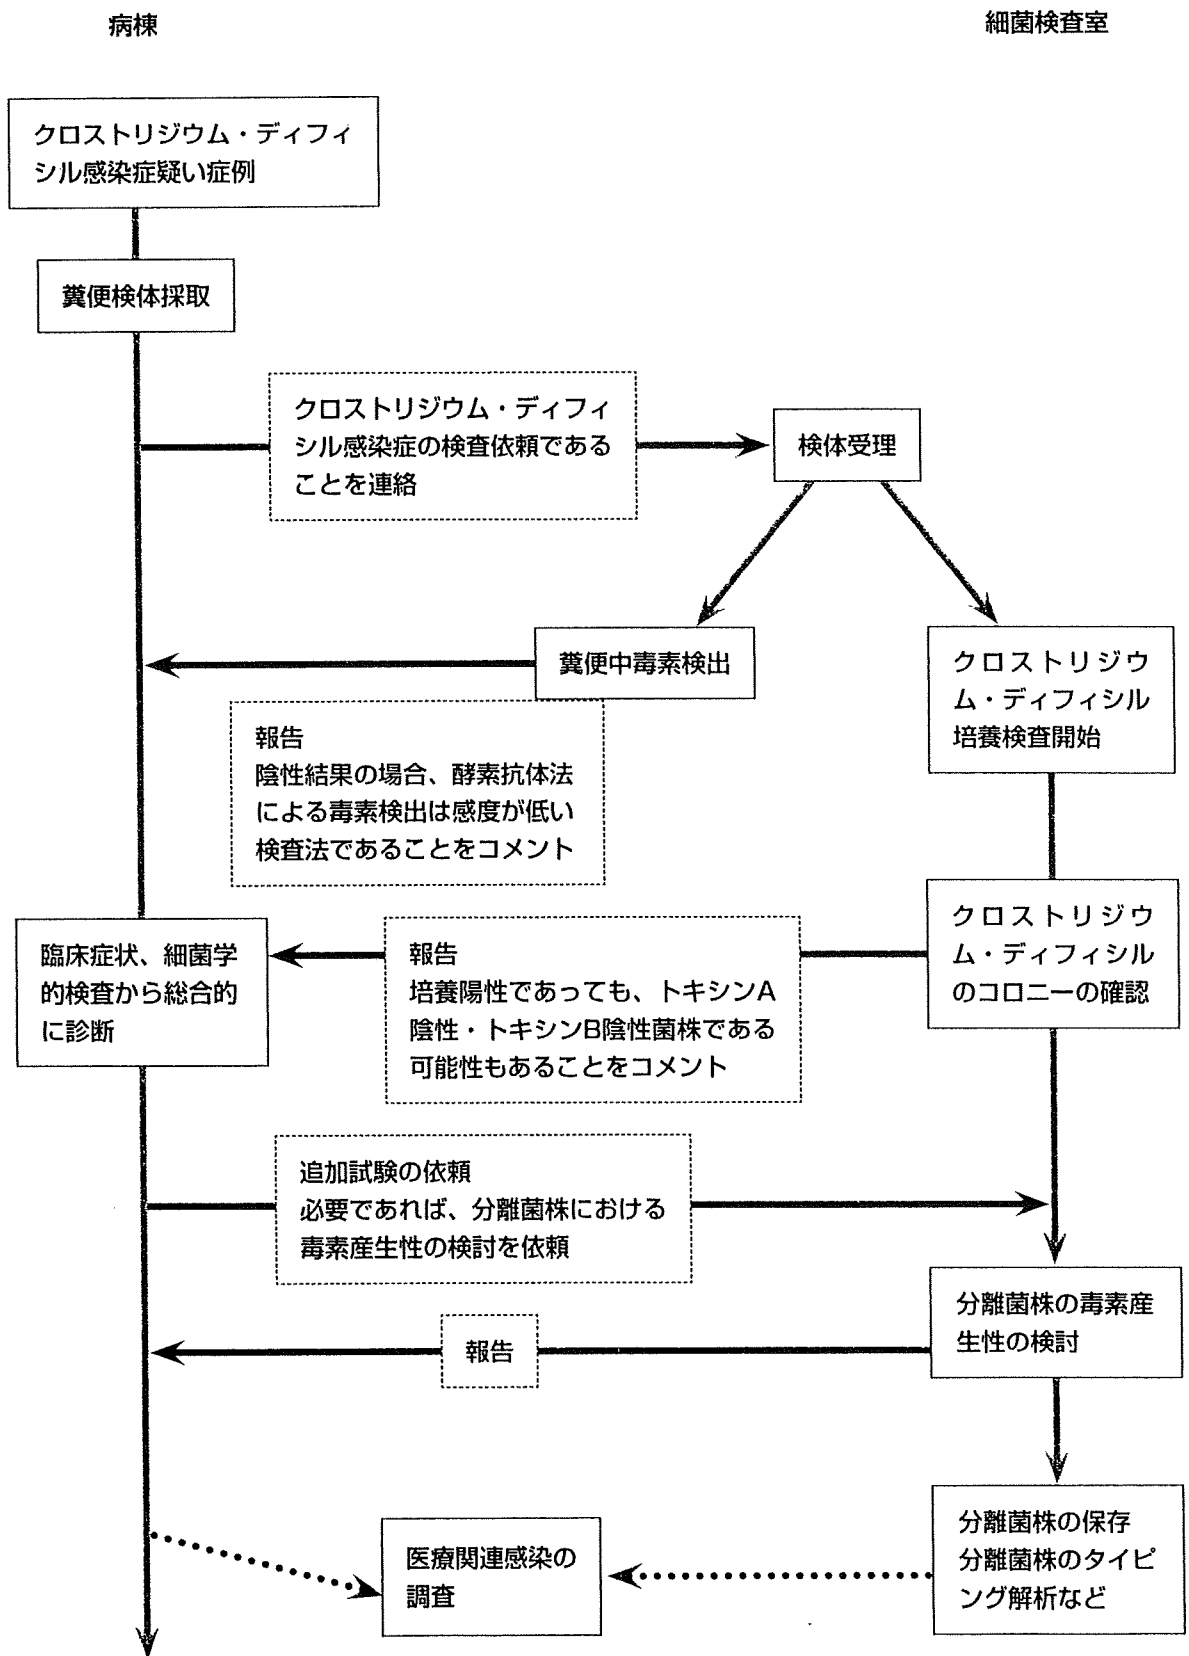 病棟
細菌検査室
クロストリジウム・ディフィ
シル感染症疑い症例
糞便検体採取
クロストリジウム・ディフィ
シル感染症の検査依頼である
ことを連絡
検体受理
糞便中毒素検出
クロストリジウ
ム・ディフィシル
培養検査開始
報告
陰性結果の場合、酵素抗体法
による毒素検出は感度が低い
検査法であることをコメント
クロストリジウ
ム・ディフィシル
のコロニーの確認
報告
培養陽性であっても、トキシンA
陰性・トキシンB陰性菌株である
可能性もあることをコメント
臨床症状、細菌学
的検査から総合的
に診断
追加試験の依頼
必要であれば、分離菌株における
毒素産生性の検討を依頼
分離菌株の毒素産
生性の検討
報告
分離菌株の保存
分離菌株のタイピ
ング解析など
医療関連感染の
調査